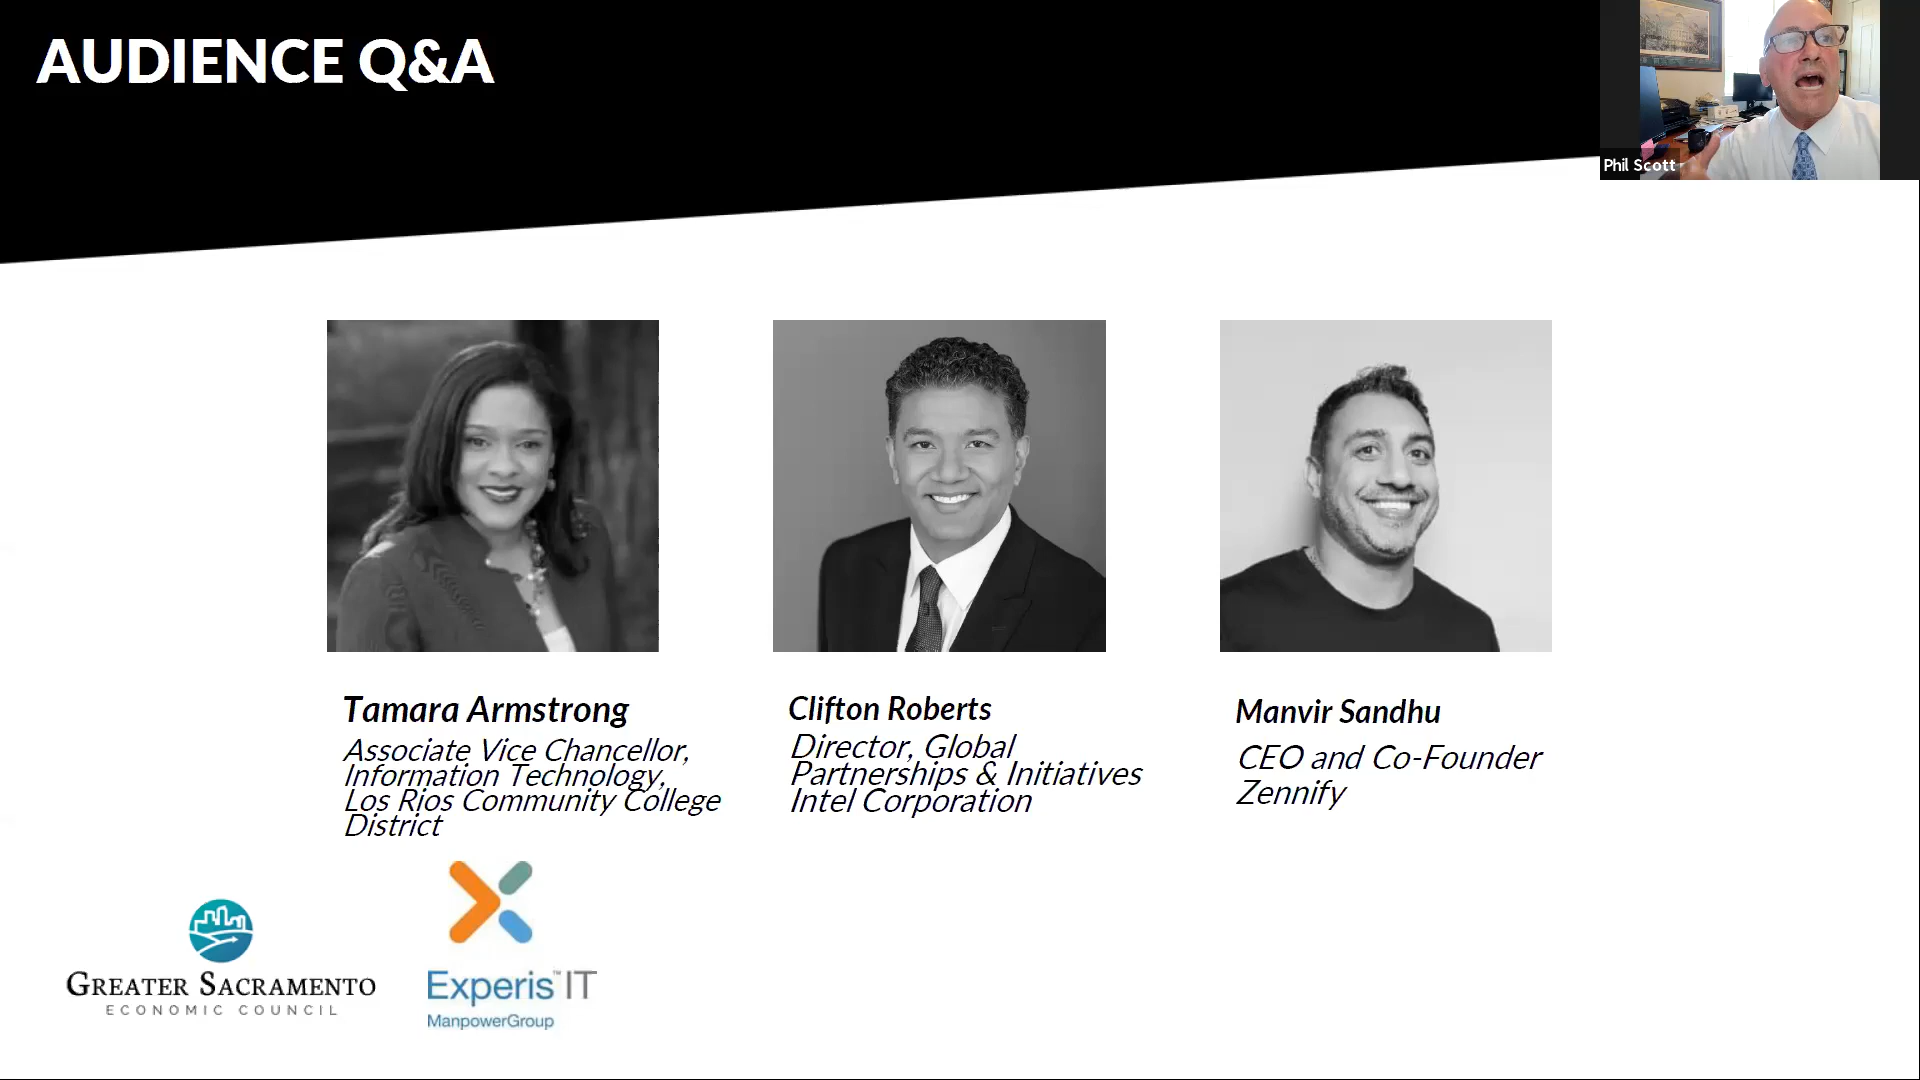 AUDIENCE Q&A
Phil Scott
Tamara Armstrong
Associate Vice Chancellor,
Information Technology,
Los Rios Community College
District
Clifton Roberts
Director, Global
Partnerships & Initiatives
Intel Corporation
Manvir Sandhu
CEO and Co-Founder
Zennify
GREATER SACRAMENTO
ECONOMIC COUNCIL
Experis™ IT
ManpowerGroup